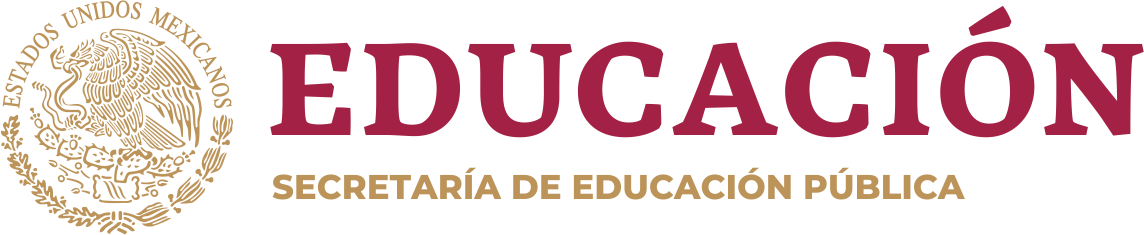 ESTADOS UNIDOS MEXICANOS
EDUCACIÓN
SECRETARÍA DE EDUCACIÓN PÚBLICA